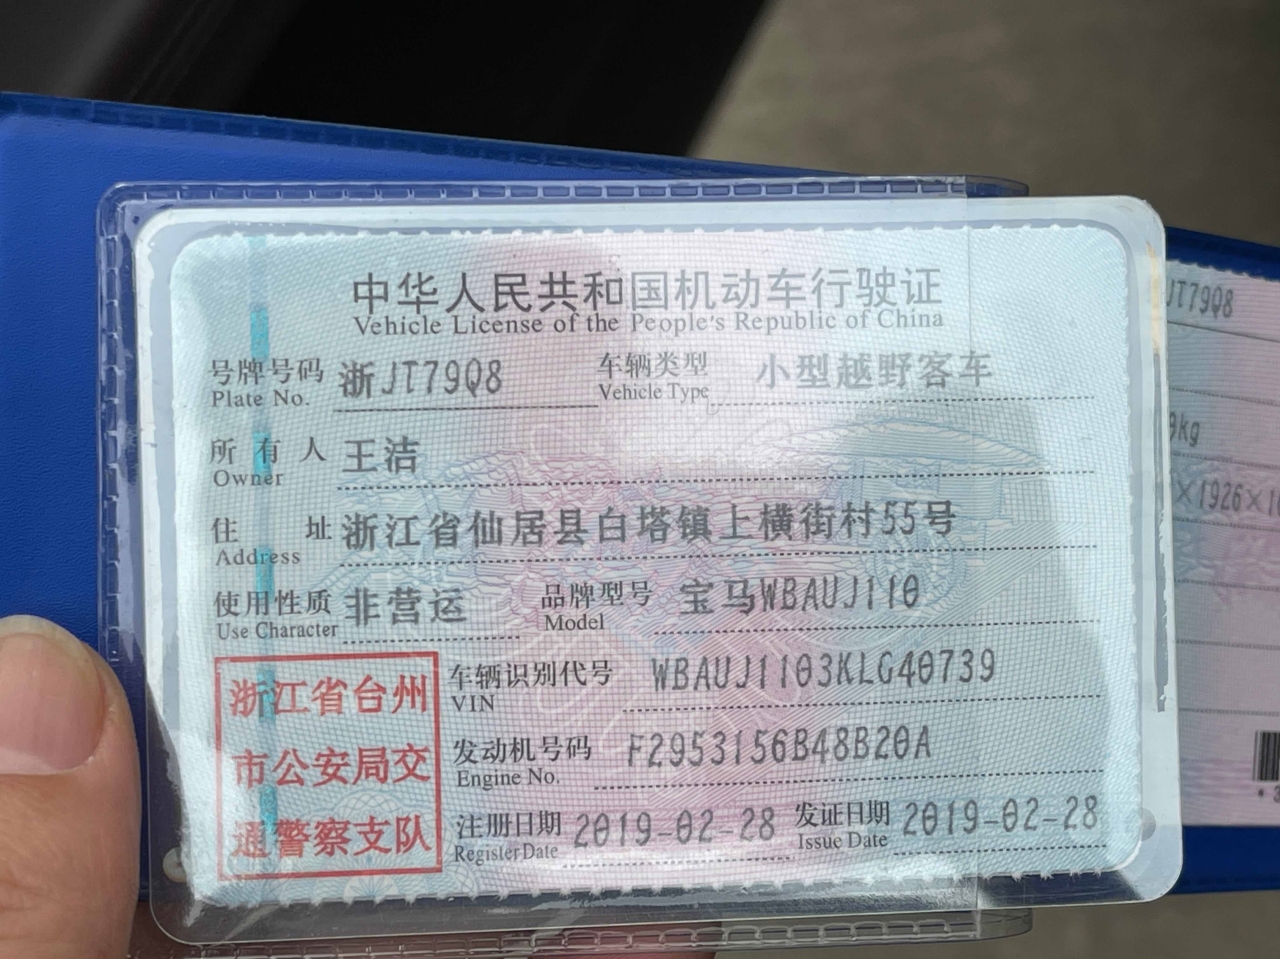 中华人民共和国机动车行驶证
Vehicle License of the People's Republic of China
号牌号码 浙JT79Q8 车辆类型 小型越野客车
Plate No. Vehicle Type
所有人 王洁
Owner
住址 浙江省仙居县白塔镇上横街村55号
Address
使用性质 非营运 品牌型号 宝马WBAUJ110
Use Character Model
浙江省台州
市公安局交
通警察支队
车辆识别代号 WBAUJ1103KLG40739
VIN
发动机号码 F2953156B48B20A
Engine No.
注册日期 2019-02-28 发证日期 2019-02-28
Register Date Issue Date
JT79Q8
kg
×1926×1